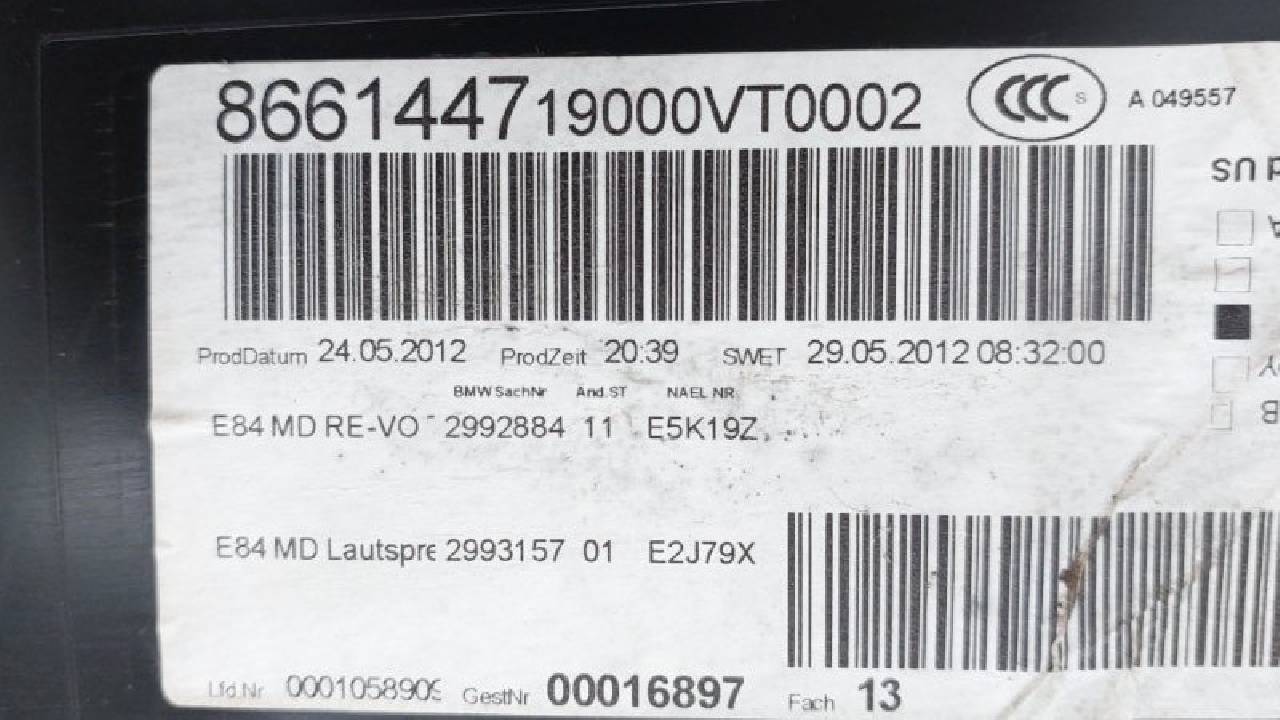 866144719000VT0002 CCC S A 049557
ProdDatum 24.05.2012 ProdZeit 20:39 SWET 29.05.2012 08:32:00
BMW SachNr And.ST NAEL NR.
E84 MD RE-VO 2992884 11 E5K19Z
E84 MD Lautspre 2993157 01 E2J79X
Lfd.Nr 0001058909 GestNr 00016897 Fach 13